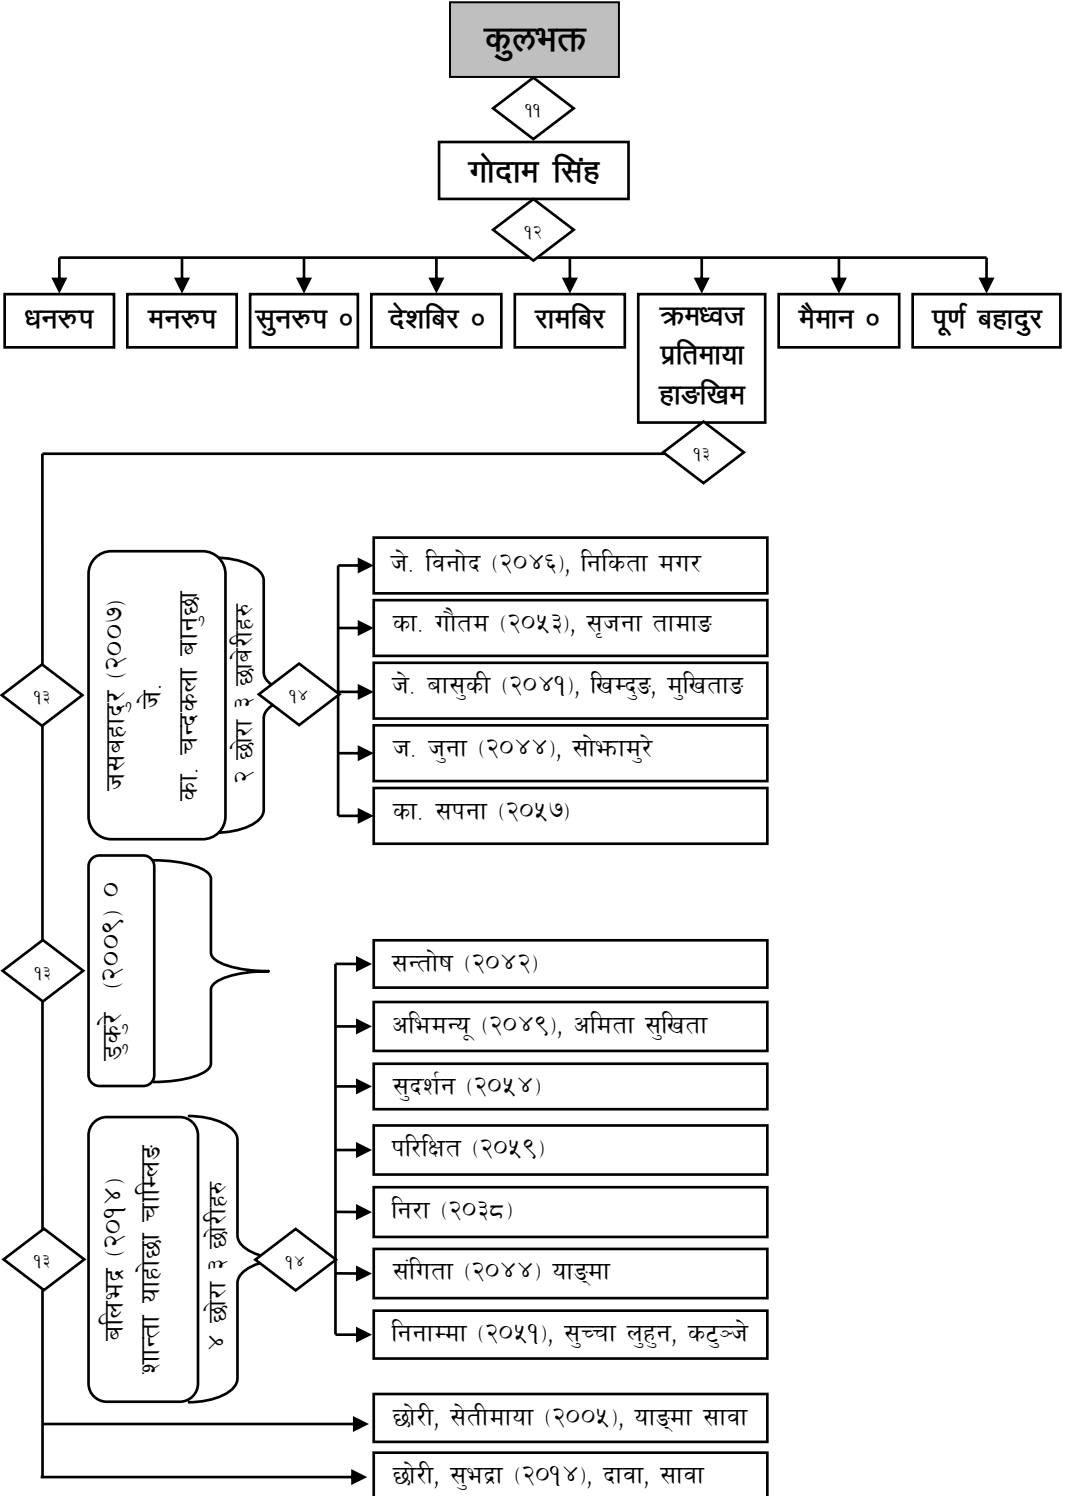 कुलभक्त
११
गोदाम सिंह
१२
धनरुप
मनरुप
सुनरुप ०
देशबिर ०
रामबिर
क्रमध्वज
प्रतिमाया
हाङखिम
मैमान ०
पूर्ण बहादुर
१३
१३
जसबहादुर (२००७)
जे.
का. चन्द्रकला बान्छा
२ छोरा ३ छाेरीहरु
१४
जे. विनोद (२०४६), निकिता मगर
का. गौतम (२०५३), सृजना तामाङ
जे. बासुकी (२०४१), खिम्दुङ, मुखिताङ
ज. जुना (२०४४), सोझामुरे
का. सपना (२०५७)
१३
डुकुरे (२००९) ०
१३
बलिभद्र (२०१४)
शान्ता याहोछा चाम्लिङ
४ छोरा ३ छोरीहरु
१४
सन्तोष (२०४२)
अभिमन्यू (२०४९), अमिता सुखिता
सुदर्शन (२०५४)
परिक्षित (२०५९)
निरा (२०३८)
संगिता (२०४४) याङ्मा
निनाम्मा (२०५१), सुच्चा लुहुन, कटुञ्जे
छोरी, सेतीमाया (२००५), याङ्मा सावा
छोरी, सुभद्रा (२०१४), दावा, सावा